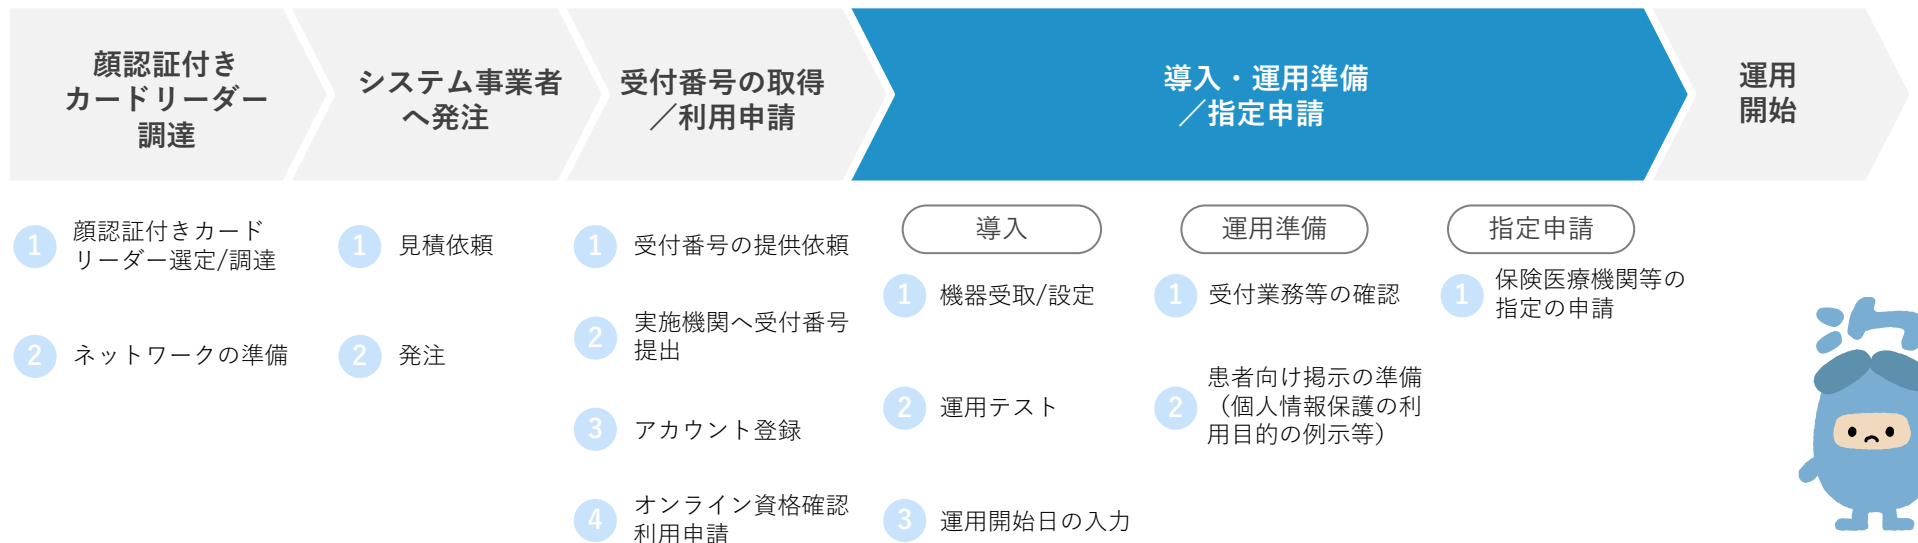 顔認証付き
カードリーダー
調達
システム事業者
へ発注
受付番号の取得
／利用申請
導入・運用準備
／指定申請
運用
開始
1 顔認証付きカード
リーダー選定/調達
2 ネットワークの準備
1 見積依頼
2 発注
1 受付番号の提供依頼
2 実施機関へ受付番号
提出
3 アカウント登録
4 オンライン資格確認
利用申請
導入
1 機器受取/設定
2 運用テスト
3 運用開始日の入力
運用準備
1 受付業務等の確認
2 患者向け掲示の準備
（個人情報保護の利
用目的の例示等）
指定申請
1 保険医療機関等の
指定の申請